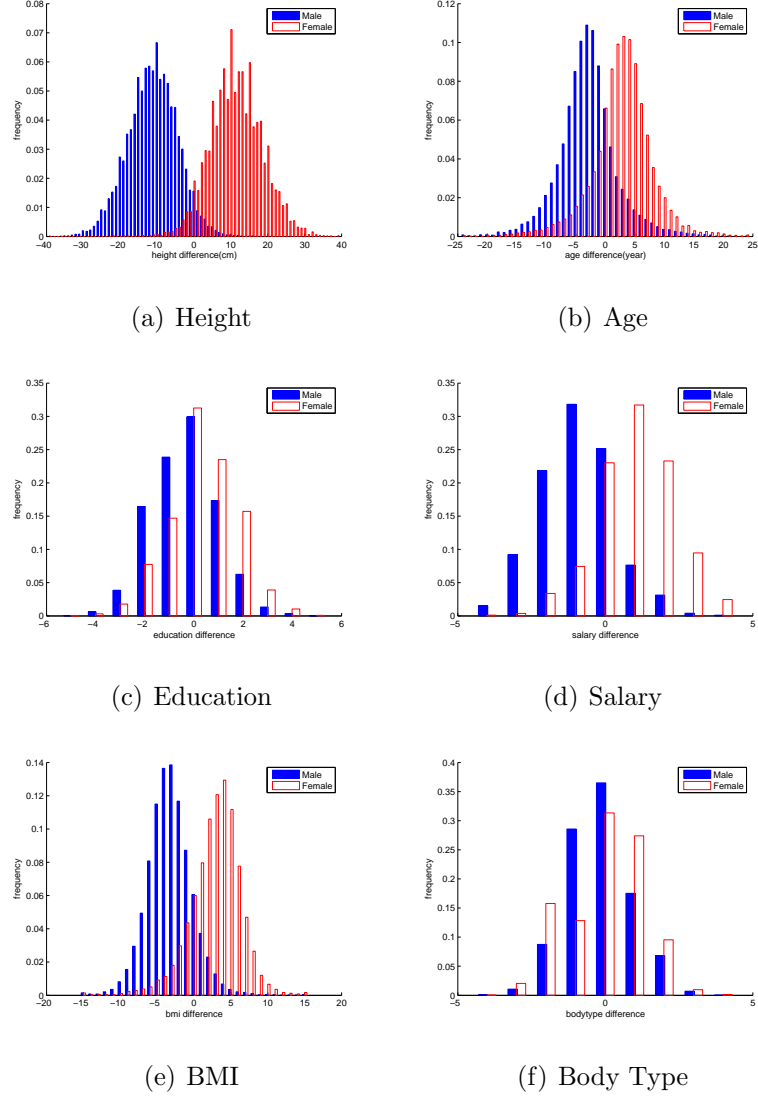 0.08
0.07
0.06
0.05
0.04
0.03
0.02
0.01
0
frequency
−40 −30 −20 −10 0 10 20 30 40
height difference(cm)
Male
Female
(a) Height
0.12
0.1
0.08
0.06
0.04
0.02
0
frequency
−25 −20 −15 −10 −5 0 5 10 15 20 25
age difference(year)
Male
Female
(b) Age
0.35
0.3
0.25
0.2
0.15
0.1
0.05
0
frequency
−6 −4 −2 0 2 4 6
education difference
Male
Female
(c) Education
0.35
0.3
0.25
0.2
0.15
0.1
0.05
0
frequency
−5 0 5
salary difference
Male
Female
(d) Salary
0.14
0.12
0.1
0.08
0.06
0.04
0.02
0
frequency
−20 −15 −10 −5 0 5 10 15 20
bmi difference
Male
Female
(e) BMI
0.4
0.35
0.3
0.25
0.2
0.15
0.1
0.05
0
frequency
−5 0 5
bodytype difference
Male
Female
(f) Body Type